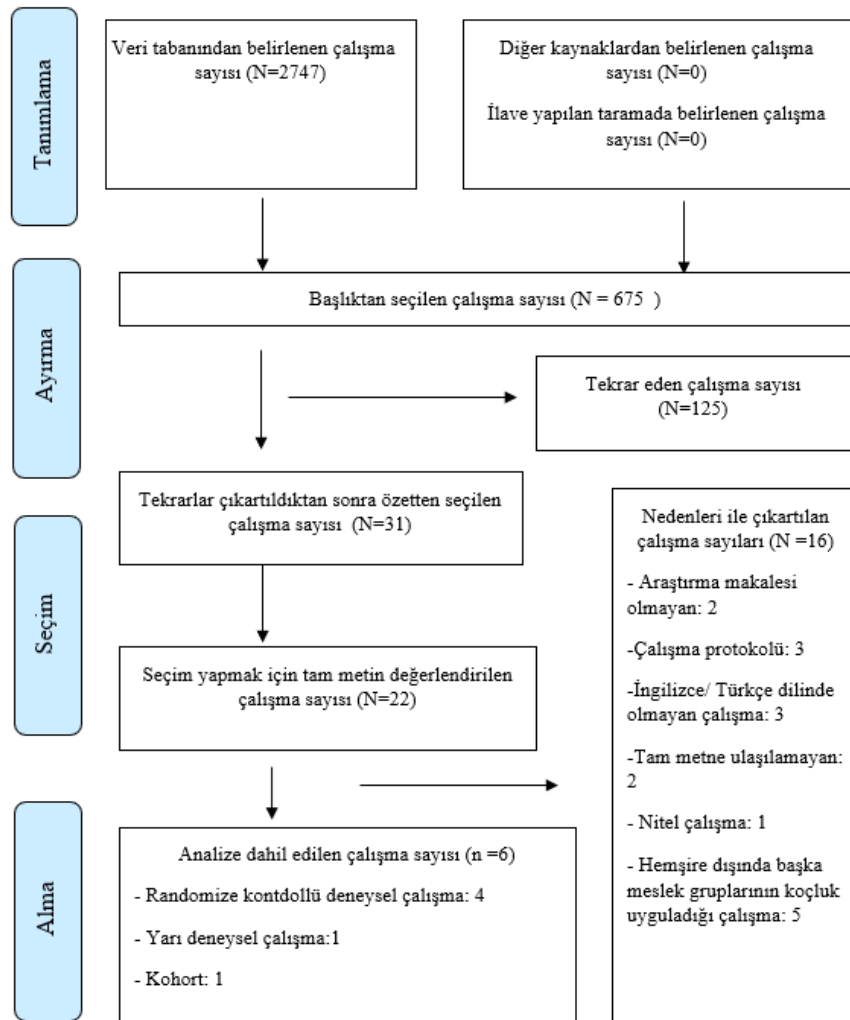 Tanımlama
Veri tabanından belirlenen çalışma
sayısı (N=2747)
Diğer kaynaklardan belirlenen çalışma
sayısı (N=0)
İlave yapılan taramada belirlenen çalışma
sayısı (N=0)
Ayırma
Başlıktan seçilen çalışma sayısı (N = 675 )
Tekrar eden çalışma sayısı
(N=125)
Tekrarlar çıkartıldıktan sonra özetten seçilen
çalışma sayısı (N=31)
Seçim
Seçim yapmak için tam metin değerlendirilen
çalışma sayısı (N=22)
Nedenleri ile çıkartılan
çalışma sayıları (N =16)
- Araştırma makalesi
olmayan: 2
-Çalışma protokolü: 3
-İngilizce/ Türkçe dilinde
olmayan çalışma: 3
-Tam metne ulaşılamayan:
2
- Nitel çalışma: 1
- Hemşire dışında başka
meslek gruplarının koçluk
uyguladığı çalışma: 5
Alma
Analize dahil edilen çalışma sayısı (n =6)
- Randomize kontdollü deneysel çalışma: 4
- Yarı deneysel çalışma:1
- Kohort: 1